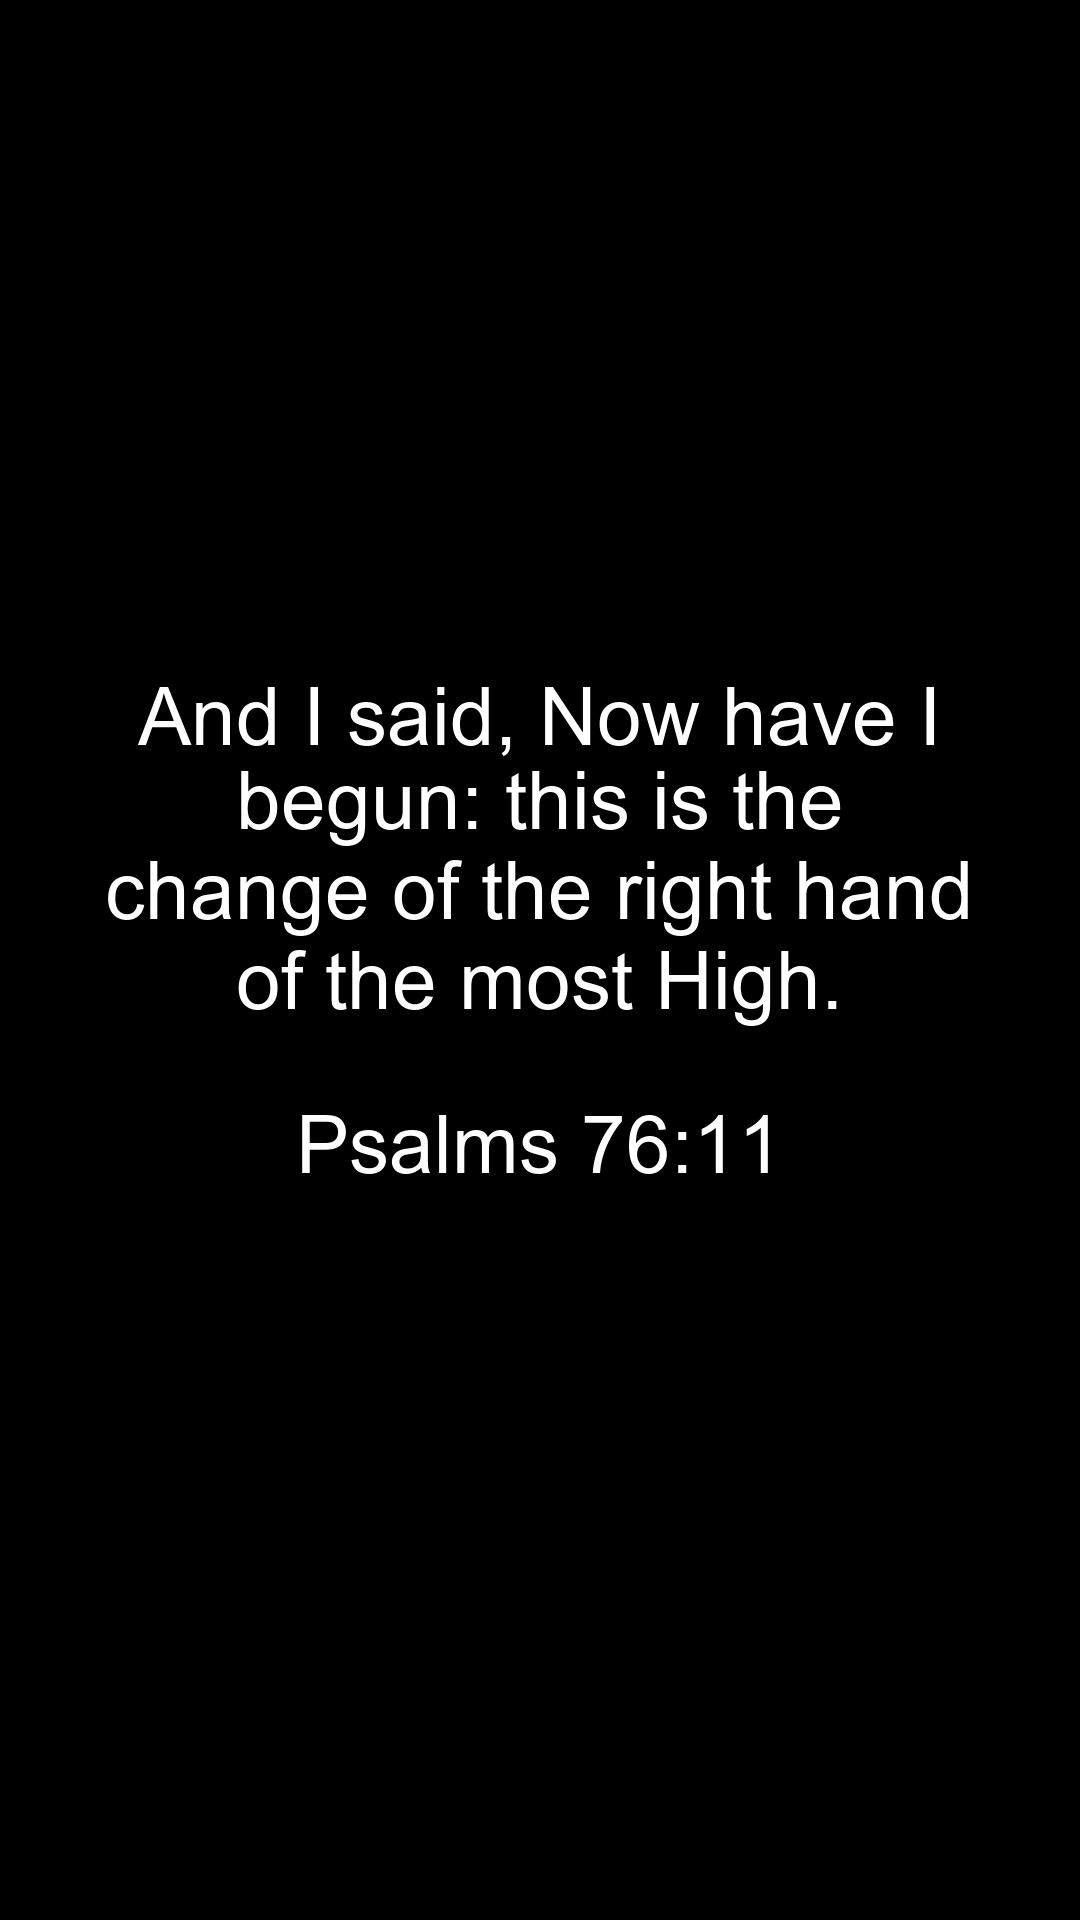 And I said, Now have I
begun: this is the
change of the right hand
of the most High.
Psalms 76:11